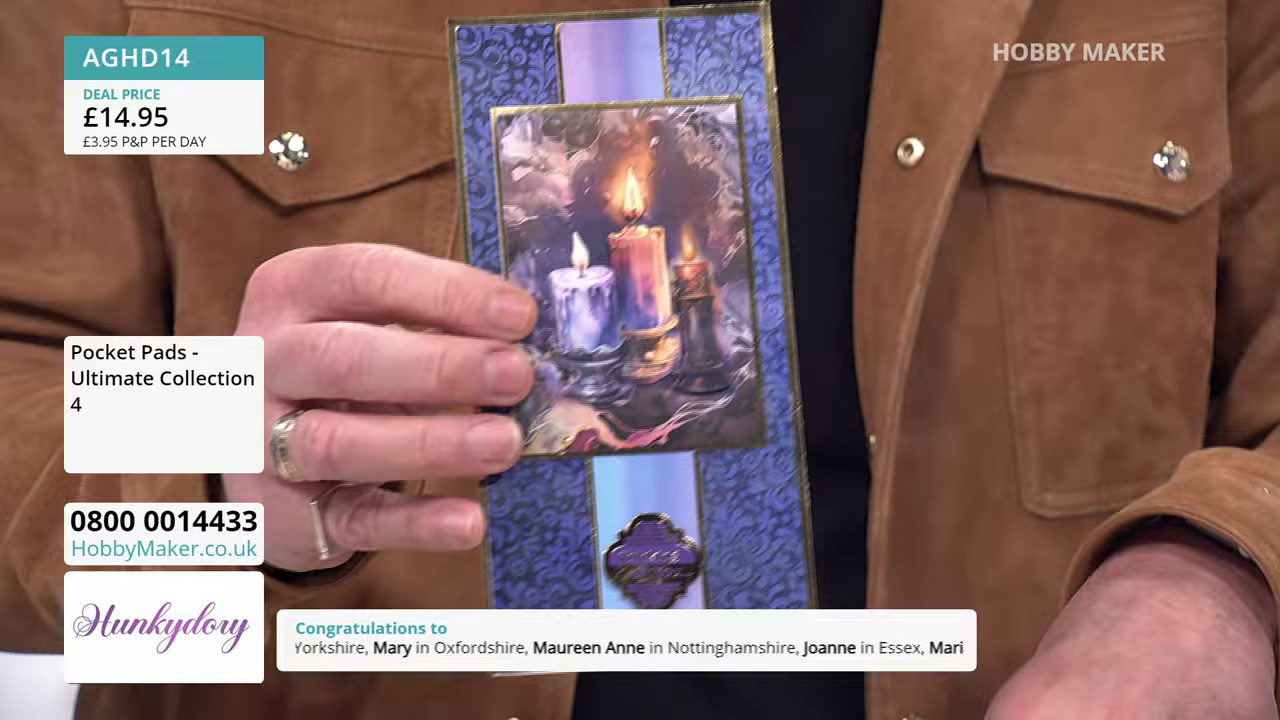 AGHD14
DEAL PRICE
£14.95
£3.95 P&P PER DAY
HOBBY MAKER
Pocket Pads -
Ultimate Collection
4
0800 0014433
HobbyMaker.co.uk
Hunkydory
Congratulations to
Yorkshire, Mary in Oxfordshire, Maureen Anne in Nottinghamshire, Joanne in Essex, Mari